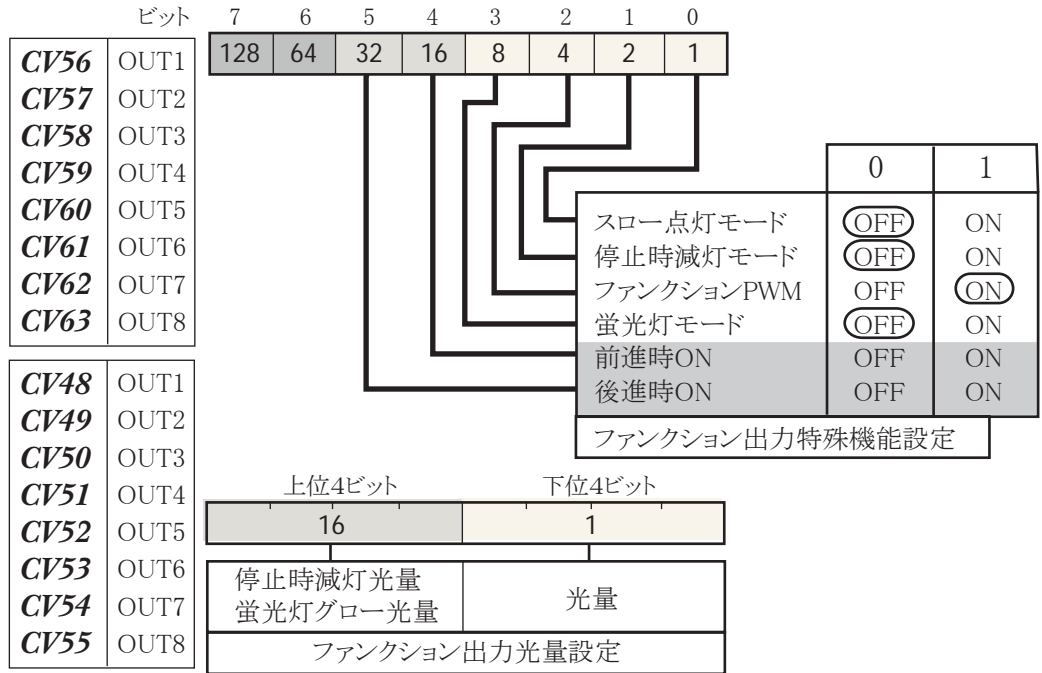 ビット 7 6 5 4 3 2 1 0
CV56 OUT1 128 64 32 16 8 4 2 1
CV57 OUT2
CV58 OUT3
CV59 OUT4
CV60 OUT5
CV61 OUT6
CV62 OUT7
CV63 OUT8
0 1
スロー点灯モード OFF ON
停止時減灯モード OFF ON
ファンクションPWM OFF ON
蛍光灯モード OFF ON
前進時ON OFF ON
後進時ON OFF ON
ファンクション出力特殊機能設定
CV48 OUT1
CV49 OUT2
CV50 OUT3
CV51 OUT4
CV52 OUT5
CV53 OUT6
CV54 OUT7
CV55 OUT8
上位4ビット 下位4ビット
16 1
停止時減灯光量
蛍光灯グロー光量
光量
ファンクション出力光量設定